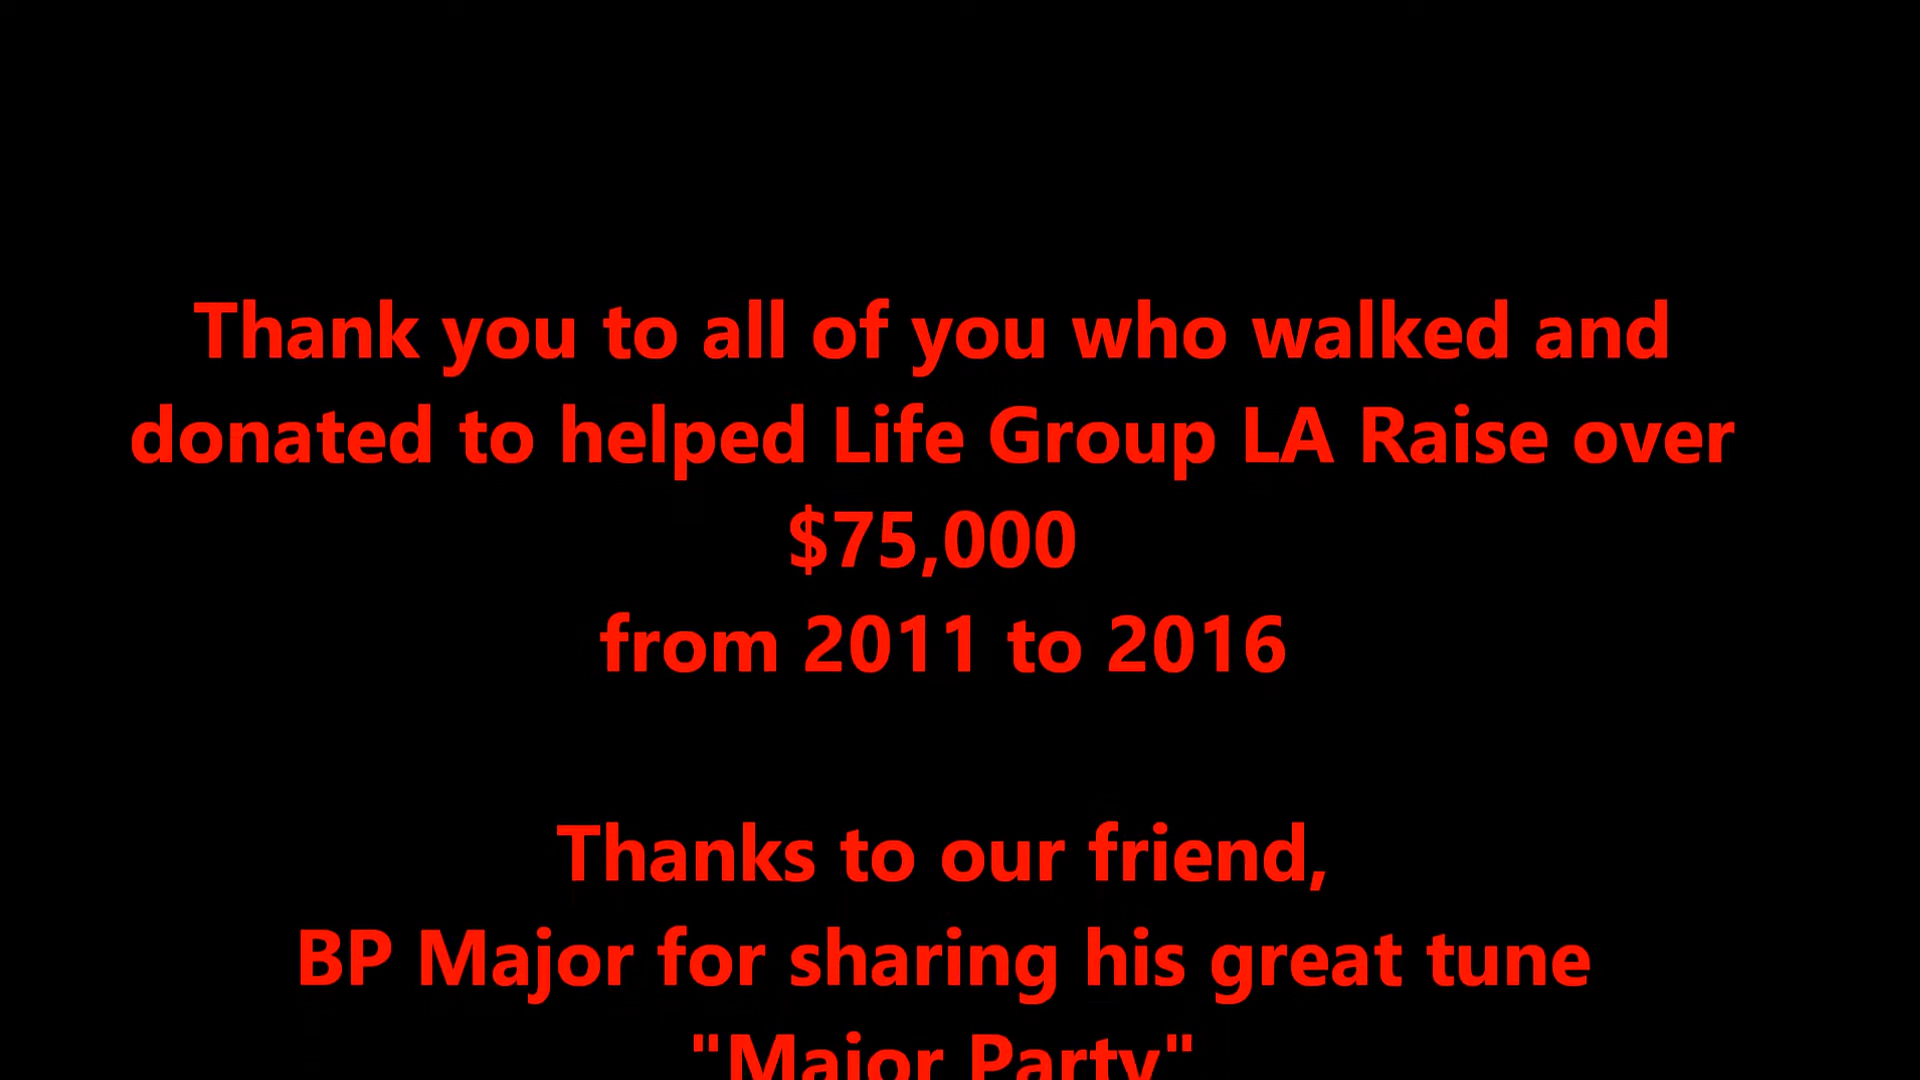 Thank you to all of you who walked and
donated to helped Life Group LA Raise over
$75,000
from 2011 to 2016
Thanks to our friend,
BP Major for sharing his great tune
"Major Party"